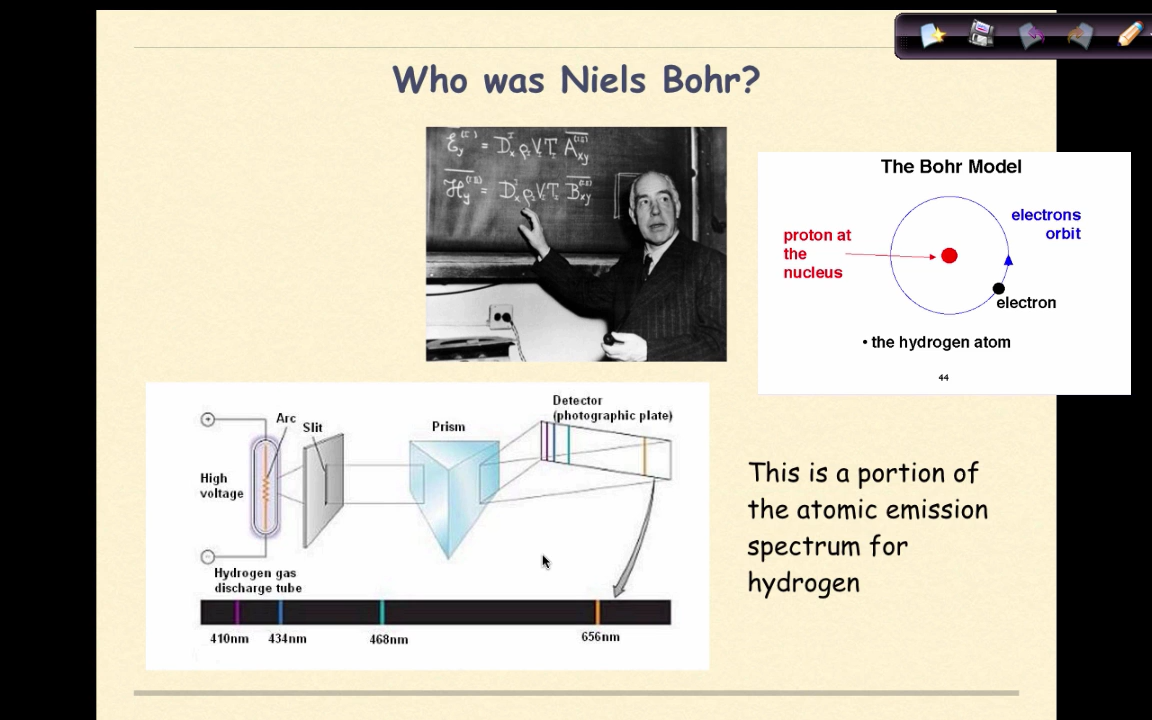 Who was Niels Bohr?
The Bohr Model
electrons
orbit
proton at
the
nucleus
electron
• the hydrogen atom
44
Arc
Slit
Prism
Detector
(photographic plate)
+
High
voltage
−
Hydrogen gas
discharge tube
410nm 434nm 468nm 656nm
This is a portion of
the atomic emission
spectrum for
hydrogen